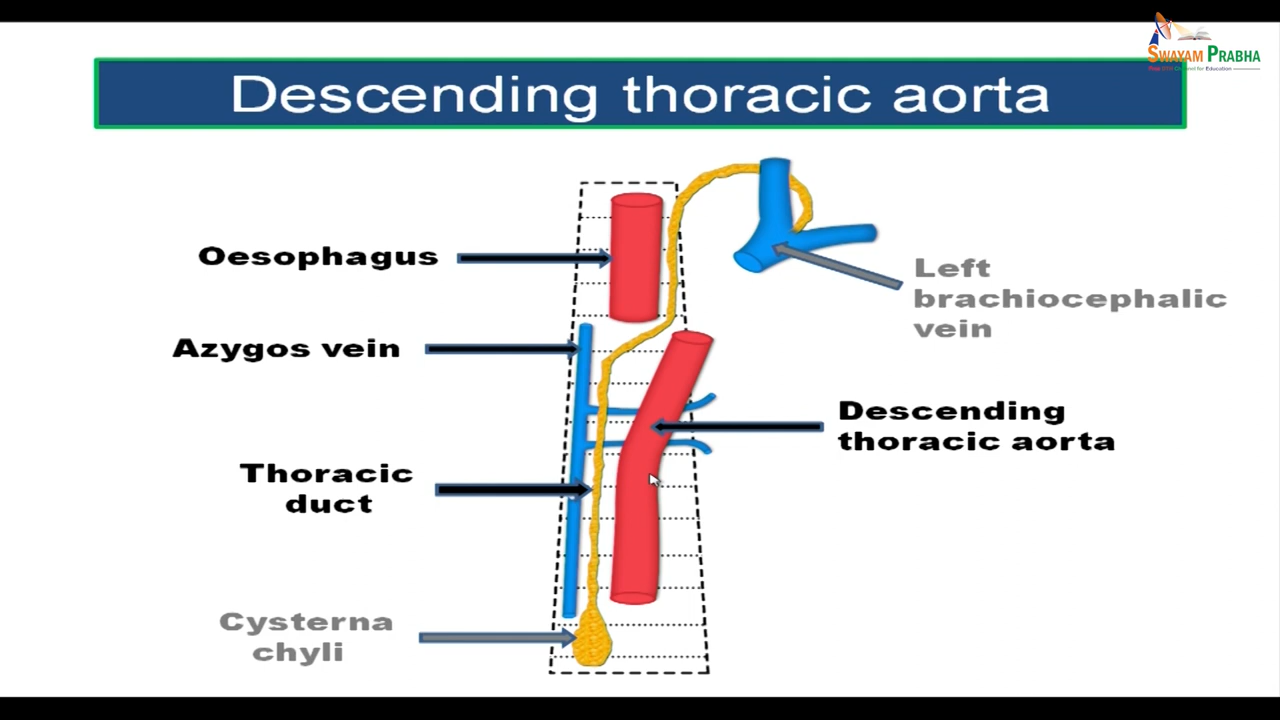 SWAYAM PRABHA
Descending thoracic aorta
Oesophagus
Left
brachiocephalic
vein
Azygos vein
Descending
thoracic aorta
Thoracic
duct
Cysterna
chyli